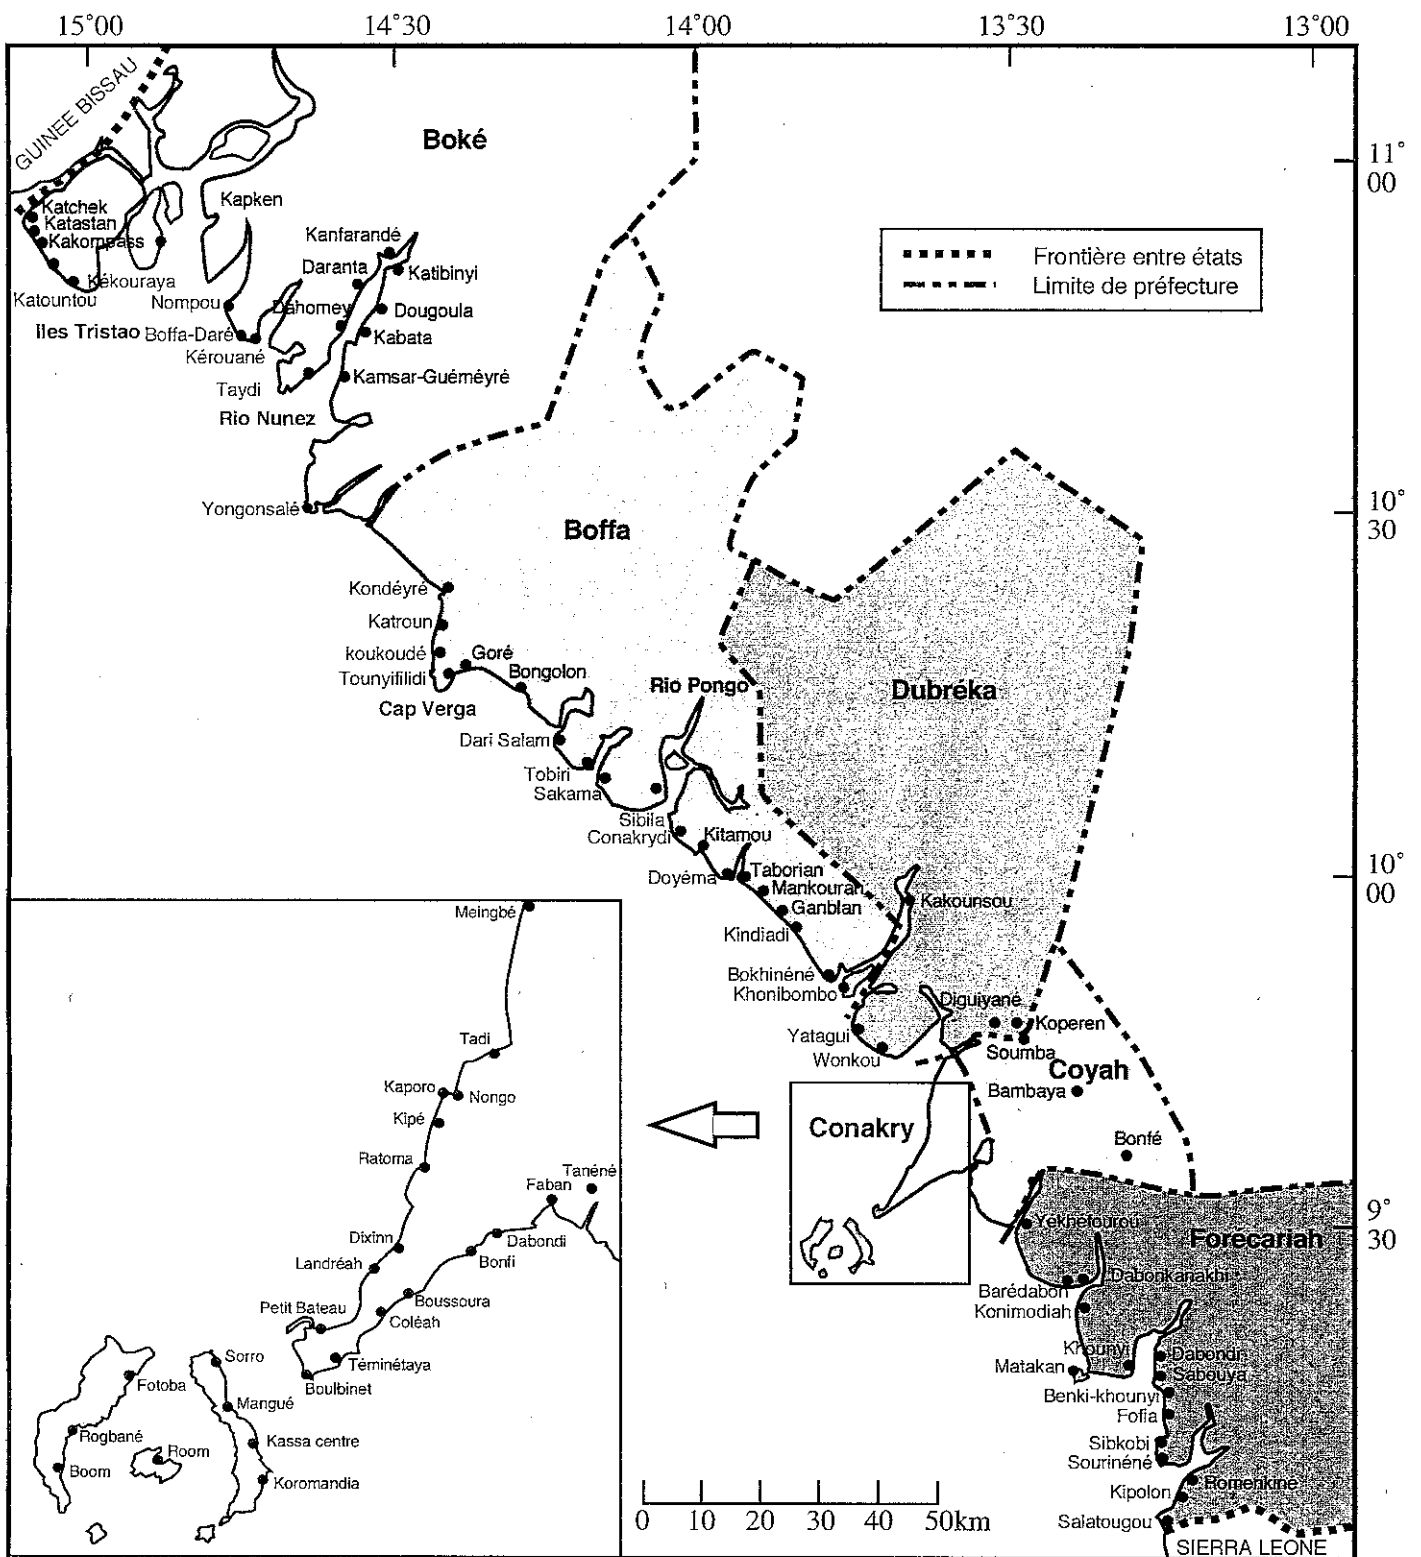 15°00 14°30 14°00 13°30 13°00
GUINEE BISSAU
Boké
11°
00
Kapken
Katchek
Katastan
Kakompass
Kanfarandé
Frontière entre états
Daranta
Katibinyi
Kékouraya
Limite de préfecture
Katountou
Nompou
Dahomey
Dougoula
Iles Tristao
Boffa-Daré
Kabata
Kérouané
Taydi
Kamsar-Guéméyré
Rio Nunez
10°
30
Yongonsalé
Boffa
Kondéyré
Katroun
koukoudé
Goré
Tounyifilidi
Bongolon
Rio Pongo
Dubréka
Cap Verga
Dari Salam
Tobiri
Sakama
Sibila
Conakrydi
Kitamou
10°
00
Doyéma
Taborian
Mankourah
Ganblan
Kakounsou
Kindiadi
Bokhinéné
Khonibombo
Diguiyané
Koperen
Yatagui
Soumba
Wonkou
Coyah
Bambaya
Conakry
Bonfé
9°
30
Yekhefourou
Forecariah
Barédabon
Dabonkanakhi
Konimodiah
Khounyi
Dabondi
Matakan
Sabouya
Benki-khounyi
Fofia
Sibkobi
Sourinéné
Romenkiné
Kipolon
Salatougou
SIERRA LEONE
0 10 20 30 40 50km
Meingbé
Tadi
Kaporo
Nongo
Kipé
Ratoma
Tanéné
Faban
Dixinn
Dabondi
Landréah
Bonfi
Petit Bateau
Boussoura
Coléah
Téminétaya
Sorro
Boulbinet
Fotoba
Mangué
Rogbané
Kassa centre
Room
Boom
Koromandia